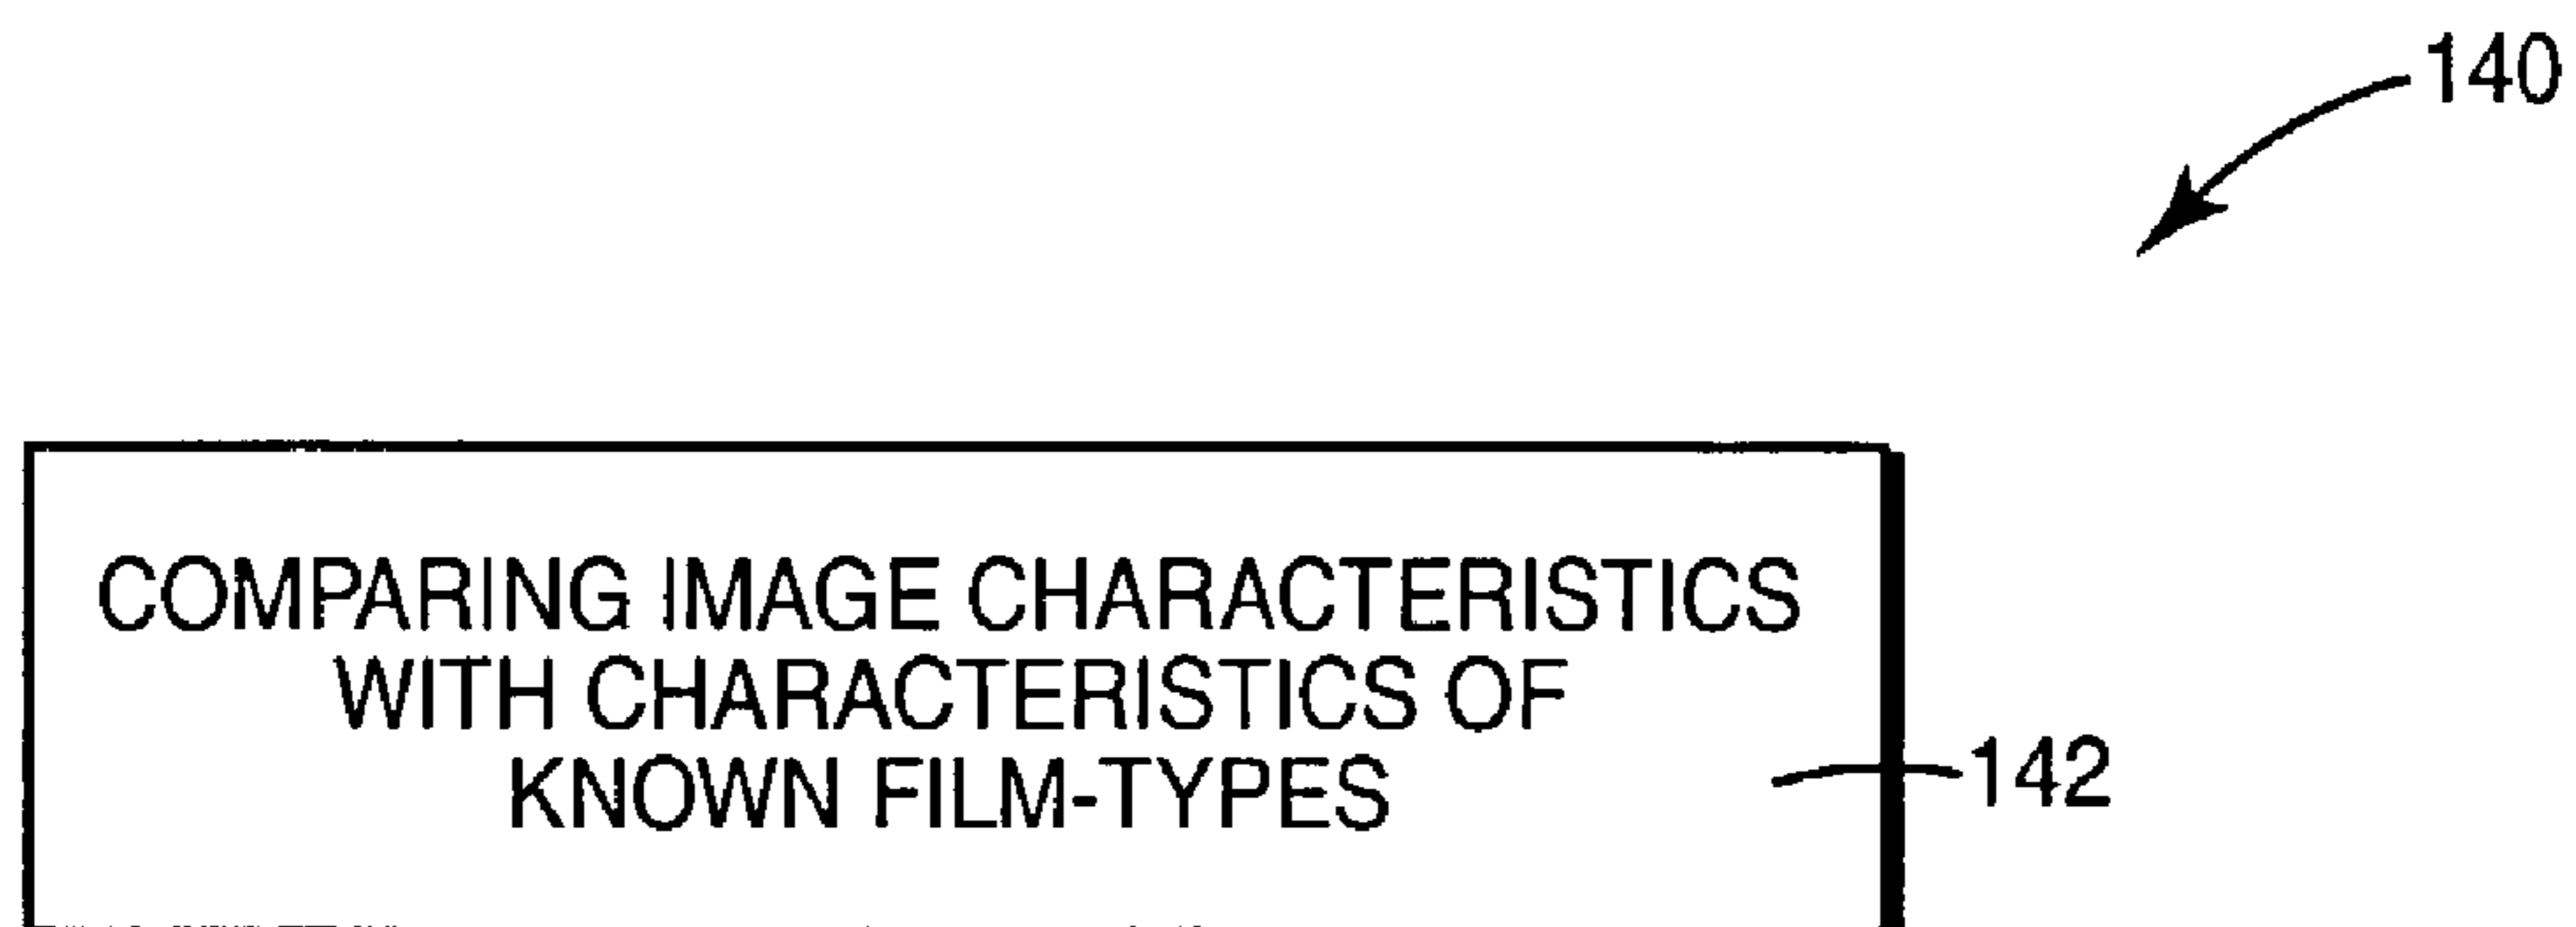 140
COMPARING IMAGE CHARACTERISTICS
WITH CHARACTERISTICS OF
KNOWN FILM-TYPES
142